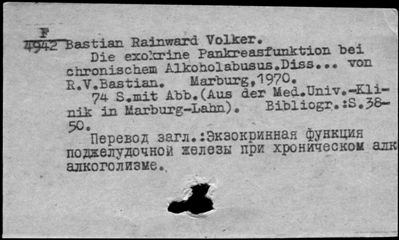 F
4942 Bastian Rainward Volker.
Die exokrine Pankreasfunktion bei
chronischem Alkoholabusus.Diss... von
R.V.Bastian. Marburg,1970.
74 S.mit Abb.(Aus der Med.Univ.-Kli-
nik in Marburg-Lahn). Bibliogr.:S.38-
50.
Перевод загл.:Экзокринная функция
поджелудочной железы при хроническом алк
алкоголизме.